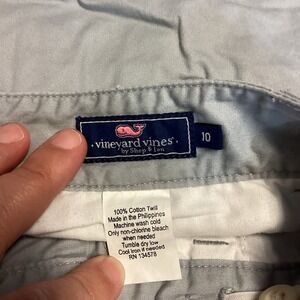 ·vineyard vines®
by Shep & Ian
10
100% Cotton Twill
Made in the Philippines
Machine wash cold
Only non-chlorine bleach
when needed
Tumble dry low
Cool Iron if needed
RN 134578